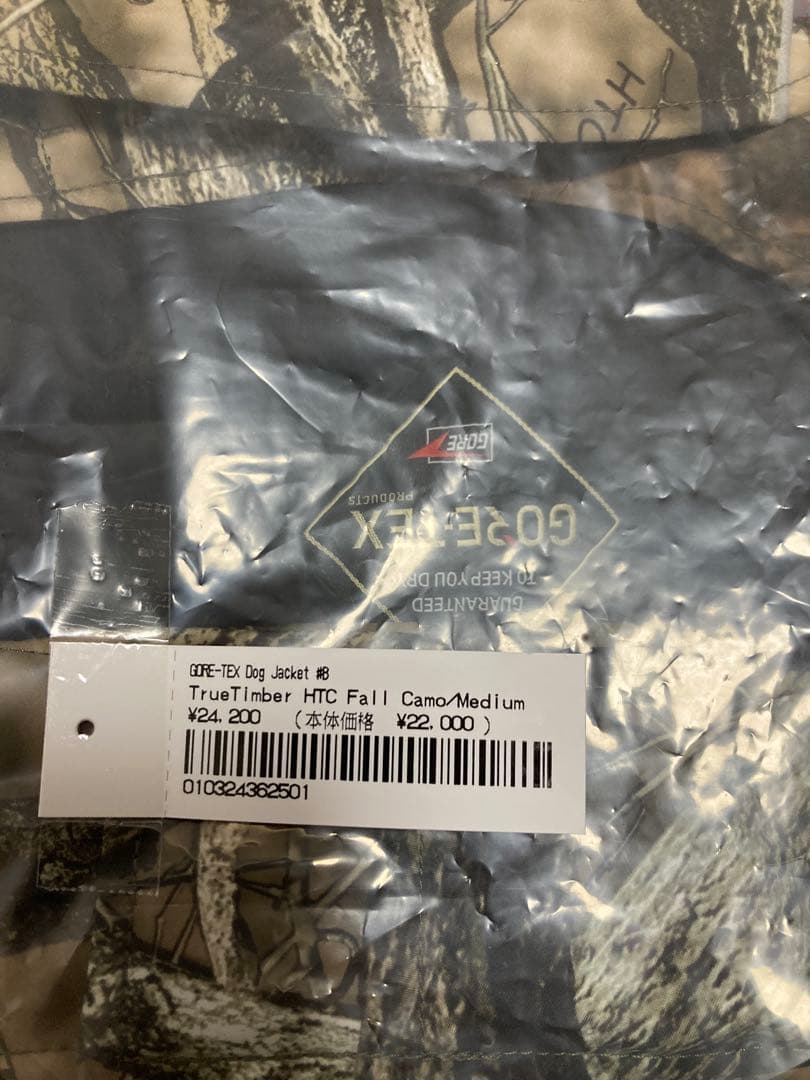 HTC
GORE
GORE-TEX
PRODUCTS
GUARANTEED
TO KEEP YOU DRY
GORE-TEX Dog Jacket #B
TrueTimber HTC Fall Camo/Medium
¥24,200 (本体価格 ¥22,000 )
010324362501